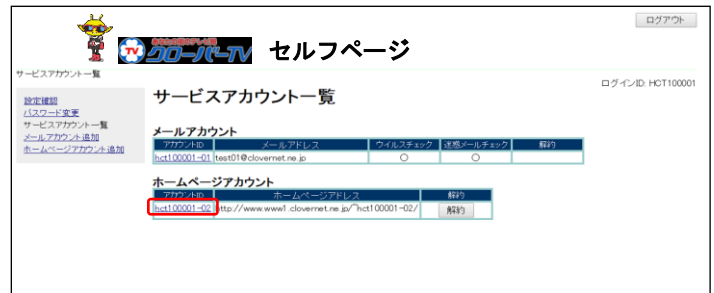 ログアウト
TV クローバーTV セルフページ
サービスアカウント一覧
ログインID: HCT100001
設定確認
パスワード変更
サービスアカウント一覧
メールアカウント追加
ホームページアカウント追加
サービスアカウント一覧
メールアカウント
アカウントID メールアドレス ウイルスチェック 迷惑メールチェック 解約
hct100001-01 test01@clovernet.ne.jp ○ ○
ホームページアカウント
アカウントID ホームページアドレス 解約
hct100001-02 http://www.www1.clovernet.ne.jp/~hct100001-02/ 解約